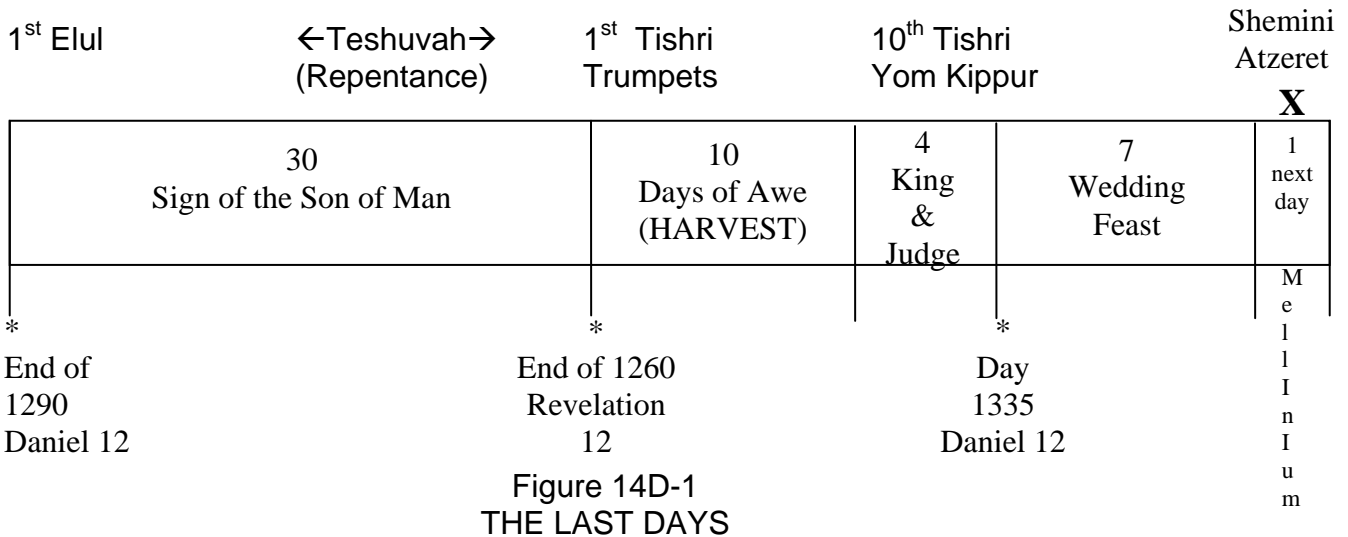 1st Elul
←Teshuvah→
(Repentance)
1st Tishri
Trumpets
10th Tishri
Yom Kippur
Shemini
Atzeret
X
30
Sign of the Son of Man
10
Days of Awe
(HARVEST)
4
King
&
Judge
7
Wedding
Feast
1
next
day
*
End of
1290
Daniel 12
*
End of 1260
Revelation
12
*
Day
1335
Daniel 12
M
e
l
l
I
n
I
u
m
Figure 14D-1
THE LAST DAYS